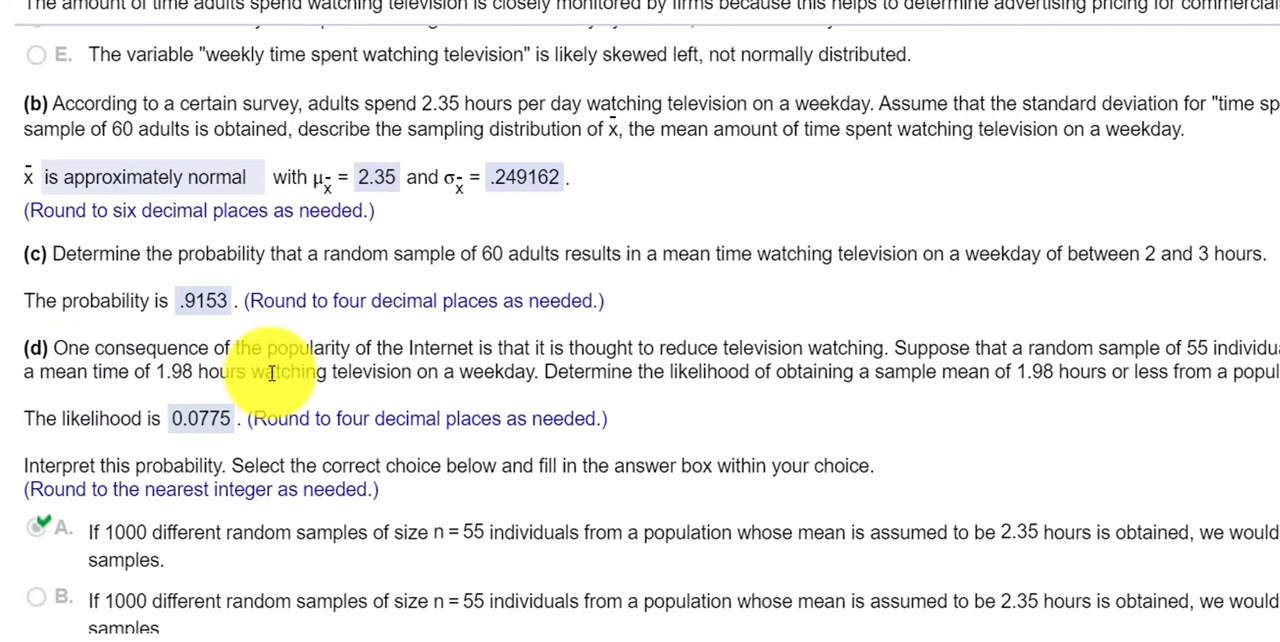 The amount of time adults spend watching television is closely monitored by firms because this helps to determine advertising pricing for commercial
E. The variable "weekly time spent watching television" is likely skewed left, not normally distributed.
(b) According to a certain survey, adults spend 2.35 hours per day watching television on a weekday. Assume that the standard deviation for "time sp
sample of 60 adults is obtained, describe the sampling distribution of x̄, the mean amount of time spent watching television on a weekday.
x̄ is approximately normal with μx̄ = 2.35 and σx̄ = .249162 .
(Round to six decimal places as needed.)
(c) Determine the probability that a random sample of 60 adults results in a mean time watching television on a weekday of between 2 and 3 hours.
The probability is .9153 . (Round to four decimal places as needed.)
(d) One consequence of the popularity of the Internet is that it is thought to reduce television watching. Suppose that a random sample of 55 individu
a mean time of 1.98 hours watching television on a weekday. Determine the likelihood of obtaining a sample mean of 1.98 hours or less from a popul
The likelihood is 0.0775 . (Round to four decimal places as needed.)
Interpret this probability. Select the correct choice below and fill in the answer box within your choice.
(Round to the nearest integer as needed.)
A. If 1000 different random samples of size n = 55 individuals from a population whose mean is assumed to be 2.35 hours is obtained, we would
samples.
B. If 1000 different random samples of size n = 55 individuals from a population whose mean is assumed to be 2.35 hours is obtained, we would
samples